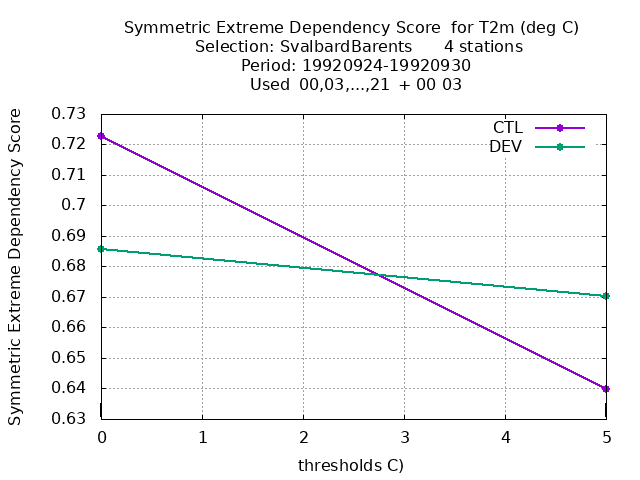 Symmetric Extreme Dependency Score  for T2m (deg C)
Selection: SvalbardBarents      4 stations
Period: 19920924-19920930
Used  00,03,...,21  + 00 03
Symmetric Extreme Dependency Score
0.73
0.72
0.71
0.7
0.69
0.68
0.67
0.66
0.65
0.64
0.63
CTL
DEV
0 1 2 3 4 5
thresholds C)